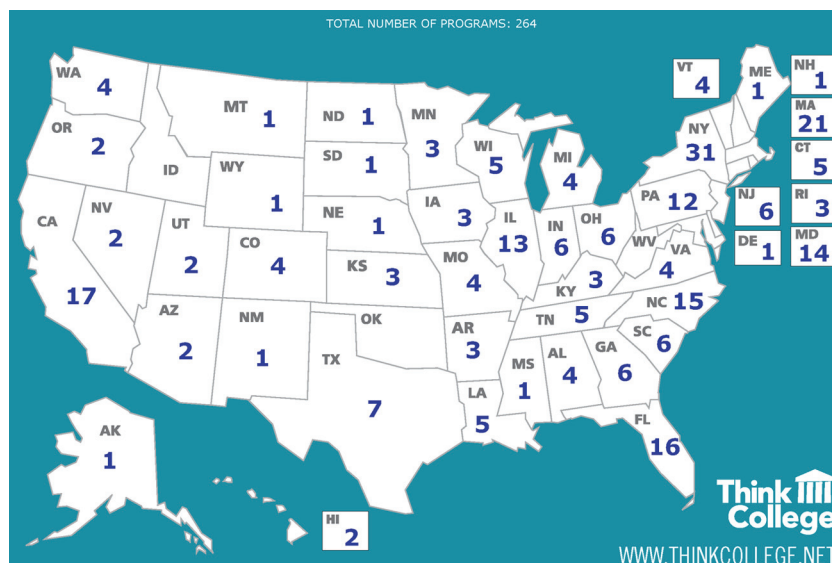 TOTAL NUMBER OF PROGRAMS: 264
WA 4
OR 2
ID
MT 1
WY 1
ND 1
SD 1
NE 1
MN 3
WI 5
MI 4
VT 4
ME 1
NH 1
MA 21
CT 5
RI 3
NY 31
NJ 6
PA 12
DE 1
MD 14
CA 17
NV 2
UT 2
CO 4
KS 3
IA 3
MO 4
IL 13
IN 6
OH 6
WV
VA 4
KY 3
NC 15
TN 5
SC 6
AZ 2
NM 1
OK
TX 7
AR 3
LA 5
MS 1
AL 4
GA 6
FL 16
AK 1
HI 2
Think
College
WWW.THINKCOLLEGE.NET